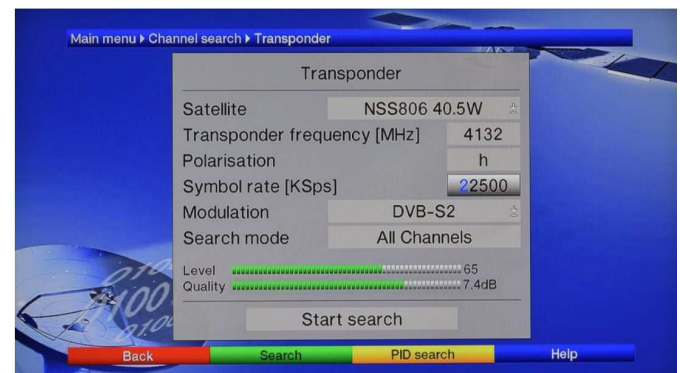 Main menu ▸ Channel search ▸ Transponder
Transponder
Satellite NSS806 40.5W
Transponder frequency [MHz] 4132
Polarisation h
Symbol rate [KSps] 22500
Modulation DVB-S2
Search mode All Channels
Level 65
Quality 7.4dB
Start search
0100
0100
Back Search PID search Help